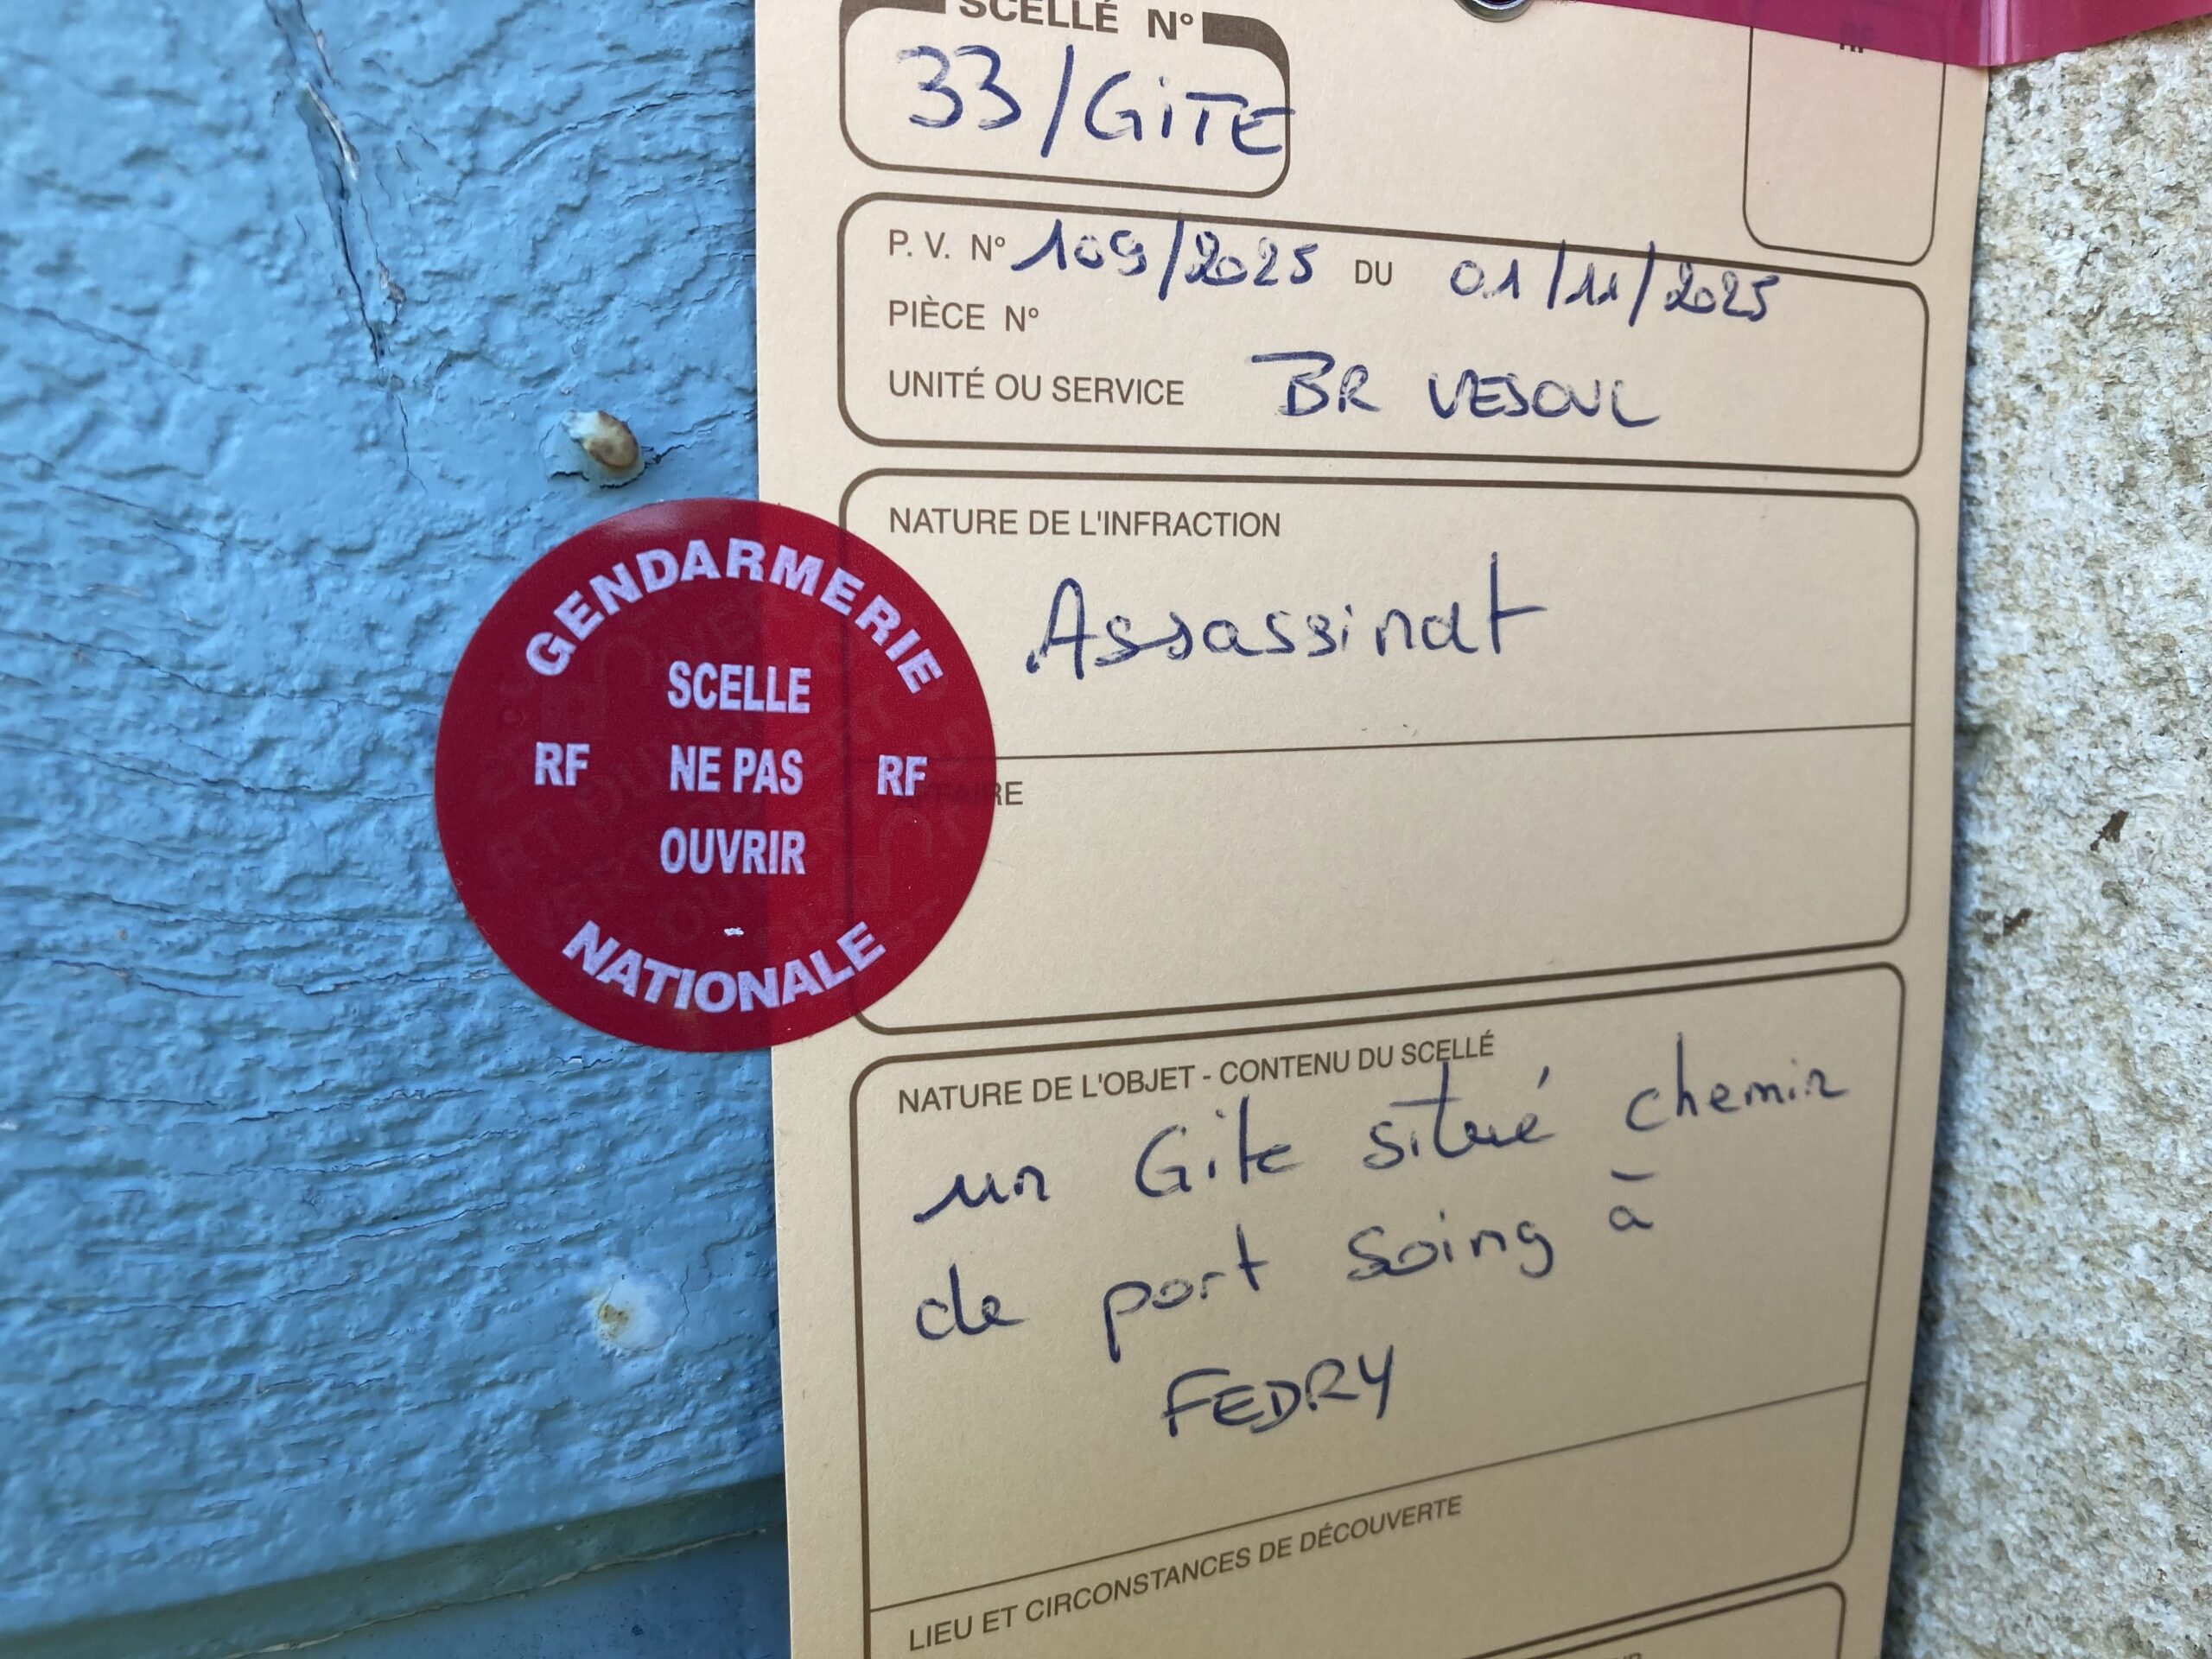 SCELLÉ N°
33/GiTE
RF
P. V. N° 109/2025 DU 01/11/2025
PIÈCE N°
UNITÉ OU SERVICE BR VESOUL
NATURE DE L'INFRACTION
Assassinat
AFFAIRE
GENDARMERIE
SCELLE
RF NE PAS RF
OUVRIR
NATIONALE
NATURE DE L'OBJET - CONTENU DU SCELLÉ
un Gite situé chemin
de port Soing à
FEDRY
LIEU ET CIRCONSTANCES DE DÉCOUVERTE